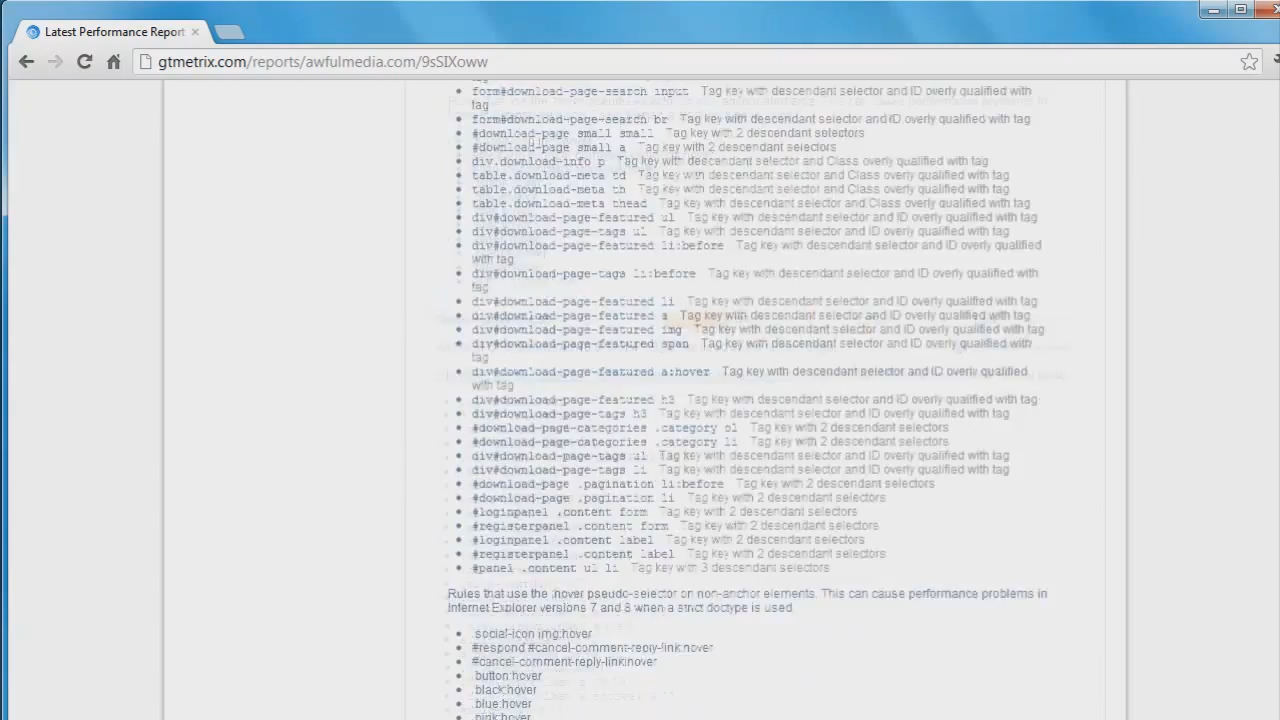 Latest Performance Report
gtmetrix.com/reports/awfulmedia.com/9sSIXoww
form#download-page-search input Tag key with descendant selector and ID overly qualified with
tag
form#download-page-search br Tag key with descendant selector and ID overly qualified with tag
#download-page small small Tag key with 2 descendant selectors
#download-page small a Tag key with 2 descendant selectors
div.download-info p Tag key with descendant selector and Class overly qualified with tag
table.download-meta td Tag key with descendant selector and Class overly qualified with tag
table.download-meta th Tag key with descendant selector and Class overly qualified with tag
table.download-meta thead Tag key with descendant selector and Class overly qualified with tag
div#download-page-featured ul Tag key with descendant selector and ID overly qualified with tag
div#download-page-tags ul Tag key with descendant selector and ID overly qualified with tag
div#download-page-featured li:before Tag key with descendant selector and ID overly qualified
with tag
div#download-page-tags li:before Tag key with descendant selector and ID overly qualified with
tag
div#download-page-featured li Tag key with descendant selector and ID overly qualified with tag
div#download-page-featured a Tag key with descendant selector and ID overly qualified with tag
div#download-page-featured img Tag key with descendant selector and ID overly qualified with tag
div#download-page-featured span Tag key with descendant selector and ID overly qualified with
tag
div#download-page-featured a:hover Tag key with descendant selector and ID overly qualified
with tag
div#download-page-featured h3 Tag key with descendant selector and ID overly qualified with tag
div#download-page-tags h3 Tag key with descendant selector and ID overly qualified with tag
#download-page-categories .category ol Tag key with 2 descendant selectors
#download-page-categories .category li Tag key with 2 descendant selectors
div#download-page-tags ul Tag key with descendant selector and ID overly qualified with tag
div#download-page-tags li Tag key with descendant selector and ID overly qualified with tag
#download-page .pagination li:before Tag key with 2 descendant selectors
#download-page .pagination li Tag key with 2 descendant selectors
#loginpanel .content form Tag key with 2 descendant selectors
#registerpanel .content form Tag key with 2 descendant selectors
#loginpanel .content label Tag key with 2 descendant selectors
#registerpanel .content label Tag key with 2 descendant selectors
#panel .content ul li Tag key with 3 descendant selectors
Rules that use the :hover pseudo-selector on non-anchor elements. This can cause performance problems in
Internet Explorer versions 7 and 8 when a strict doctype is used.
.social-icon img:hover
#respond #cancel-comment-reply-link:hover
#cancel-comment-reply-link:hover
.button:hover
.black:hover
.blue:hover
.pink:hover